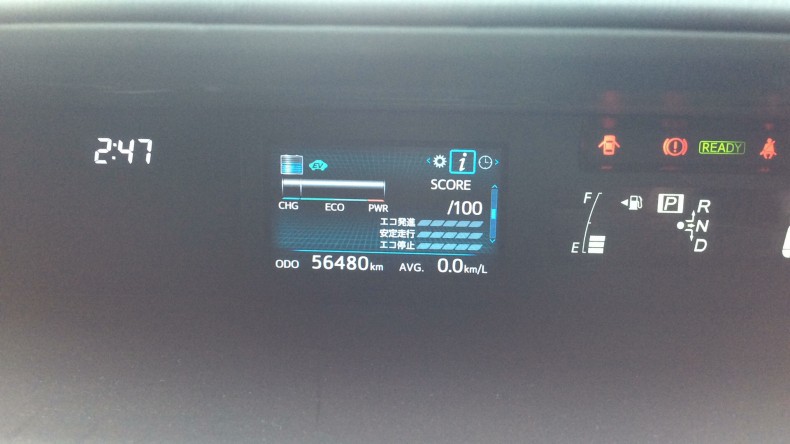 2:47
EV
i
SCORE
CHG ECO PWR
/100
エコ発進
安定走行
エコ停止
ODO 56480km AVG. 0.0km/L
READY
F
E
P
R
N
D